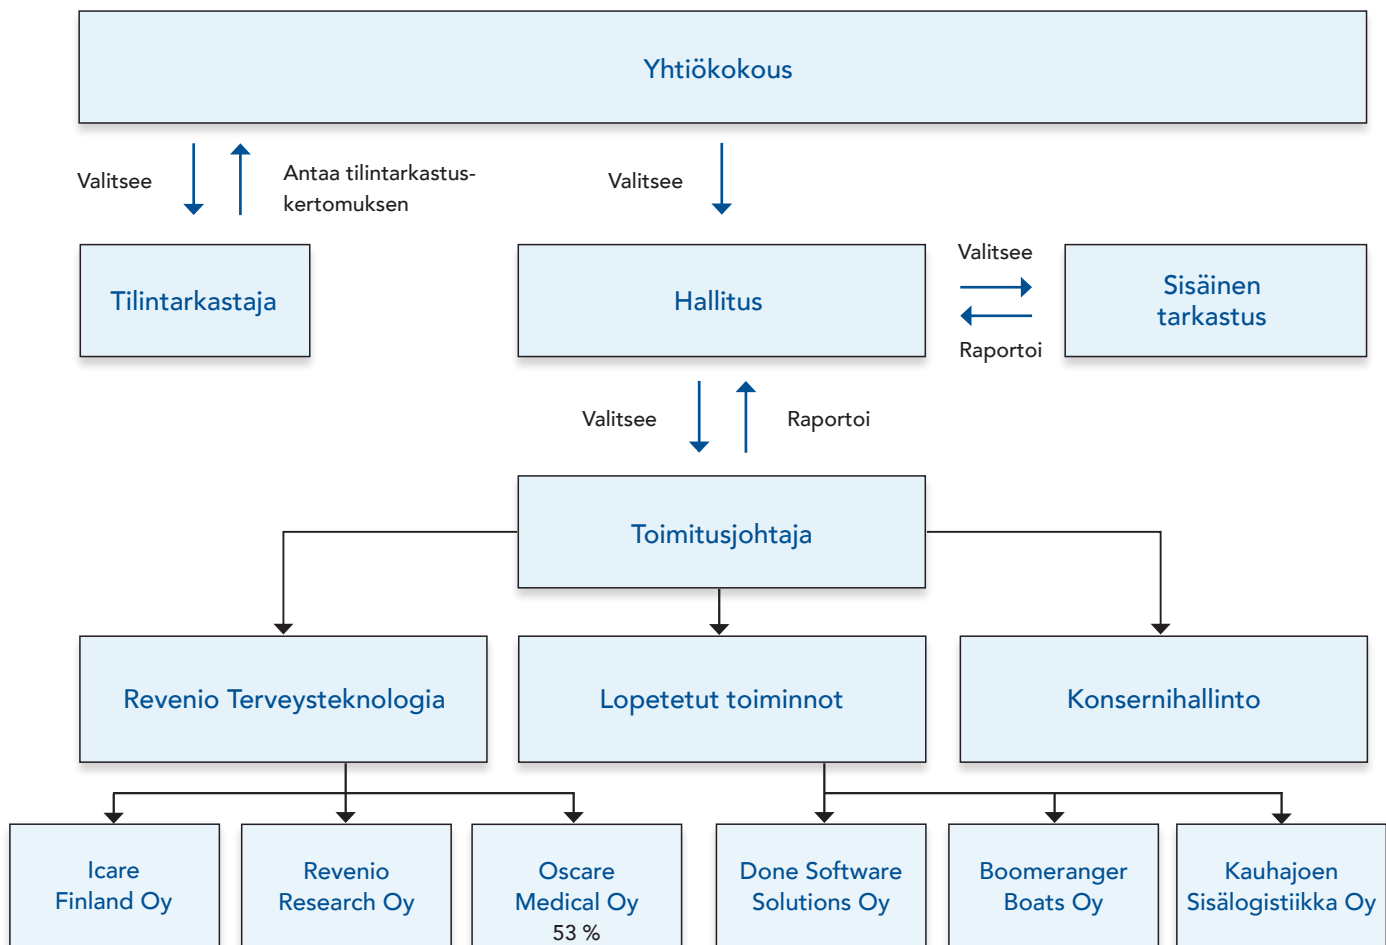 Yhtiökokous
Valitsee
Antaa tilintarkastus-
kertomuksen
Valitsee
Tilintarkastaja
Hallitus
Valitsee
Raportoi
Sisäinen
tarkastus
Valitsee
Raportoi
Toimitusjohtaja
Revenio Terveysteknologia
Lopetetut toiminnot
Konsernihallinto
Icare
Finland Oy
Revenio
Research Oy
Oscare
Medical Oy
53 %
Done Software
Solutions Oy
Boomeranger
Boats Oy
Kauhajoen
Sisälogistiikka Oy